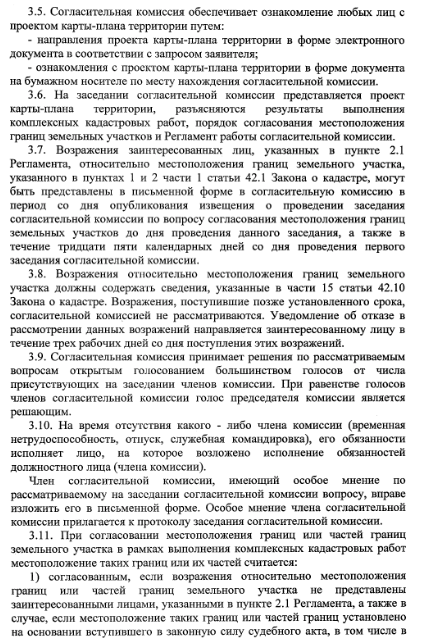 3.5. Согласительная комиссия обеспечивает ознакомление любых лиц с
проектом карты-плана территории путем:
- направления проекта карты-плана территории в форме электронного
документа в соответствии с запросом заявителя;
- ознакомления с проектом карты-плана территории в форме документа
на бумажном носителе по месту нахождения согласительной комиссии.
3.6. На заседании согласительной комиссии представляется проект
карты-плана территории, разъясняются результаты выполнения
комплексных кадастровых работ, порядок согласования местоположения
границ земельных участков и Регламент работы согласительной комиссии.
3.7. Возражения заинтересованных лиц, указанных в пункте 2.1
Регламента, относительно местоположения границ земельного участка,
указанного в пунктах 1 и 2 части 1 статьи 42.1 Закона о кадастре, могут
быть представлены в письменной форме в согласительную комиссию в
период со дня опубликования извещения о проведении заседания
согласительной комиссии по вопросу согласования местоположения границ
земельных участков до дня проведения данного заседания, а также в
течение тридцати пяти календарных дней со дня проведения первого
заседания согласительной комиссии.
3.8. Возражения относительно местоположения границ земельного
участка должны содержать сведения, указанные в части 15 статьи 42.10
Закона о кадастре. Возражения, поступившие позже установленного срока,
согласительной комиссией не рассматриваются. Уведомление об отказе в
рассмотрении данных возражений направляется заинтересованному лицу в
течение трех рабочих дней со дня поступления этих возражений.
3.9. Согласительная комиссия принимает решения по рассматриваемым
вопросам открытым голосованием большинством голосов от числа
присутствующих на заседании членов комиссии. При равенстве голосов
членов согласительной комиссии голос председателя комиссии является
решающим.
3.10. На время отсутствия какого - либо члена комиссии (временная
нетрудоспособность, отпуск, служебная командировка), его обязанности
исполняет лицо, на которое возложено исполнение обязанностей
должностного лица (члена комиссии).
Член согласительной комиссии, имеющий особое мнение по
рассматриваемому на заседании согласительной комиссии вопросу, вправе
изложить его в письменной форме. Особое мнение члена согласительной
комиссии прилагается к протоколу заседания согласительной комиссии.
3.11. При согласовании местоположения границ или частей границ
земельного участка в рамках выполнения комплексных кадастровых работ
местоположение таких границ или их частей считается:
1) согласованным, если возражения относительно местоположения
границ или частей границ земельного участка не представлены
заинтересованными лицами, указанными в пункте 2.1 Регламента, а также в
случае, если местоположение таких границ или частей границ установлено
на основании вступившего в законную силу судебного акта, в том числе в